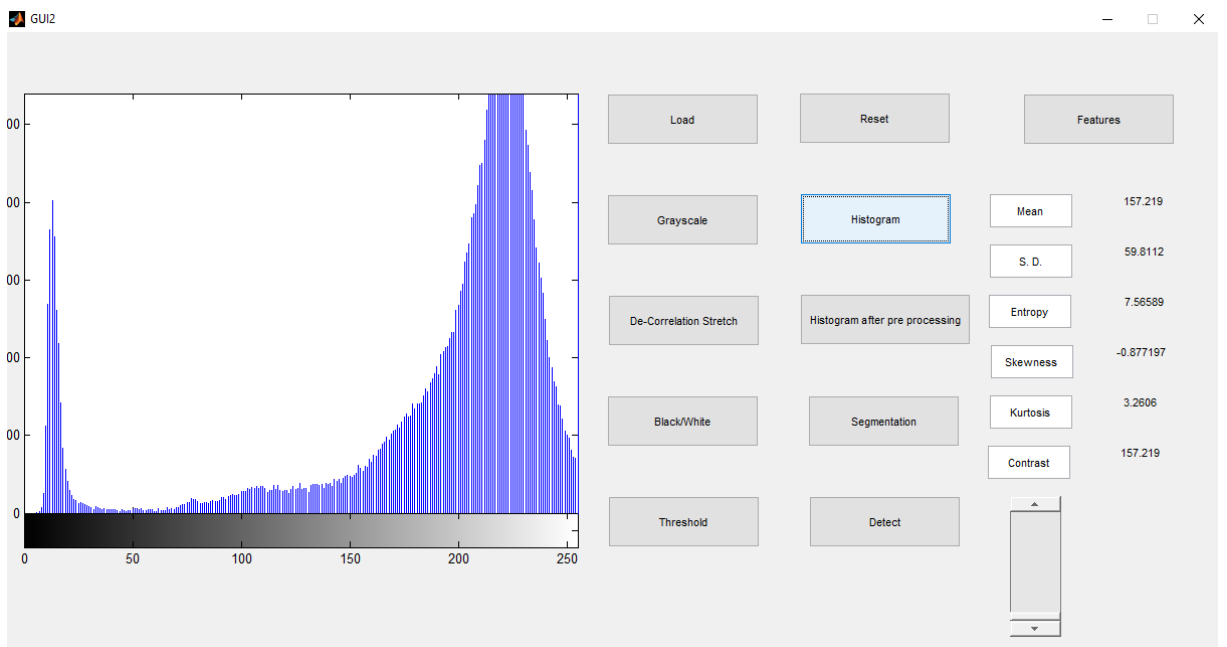 GUI2
00
00
00
00
00
0
0 50 100 150 200 250
Load Reset Features
Grayscale Histogram
Mean 157.219
S. D. 59.8112
De-Correlation Stretch Histogram after pre processing
Entropy 7.56589
Skewness -0.877197
Black/White Segmentation
Kurtosis 3.2606
Contrast 157.219
Threshold Detect